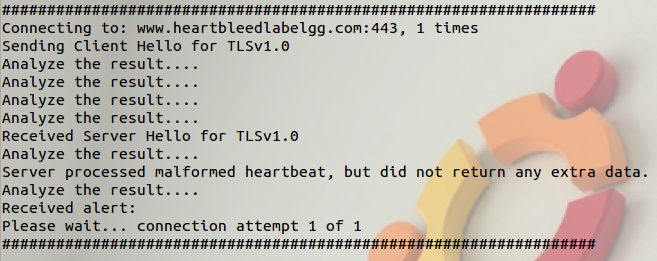 ##################################################################
Connecting to: www.heartbleedlabelgg.com:443, 1 times
Sending Client Hello for TLSv1.0
Analyze the result....
Analyze the result....
Analyze the result....
Analyze the result....
Received Server Hello for TLSv1.0
Analyze the result....
Server processed malformed heartbeat, but did not return any extra data.
Analyze the result....
Received alert:
Please wait... connection attempt 1 of 1
##################################################################